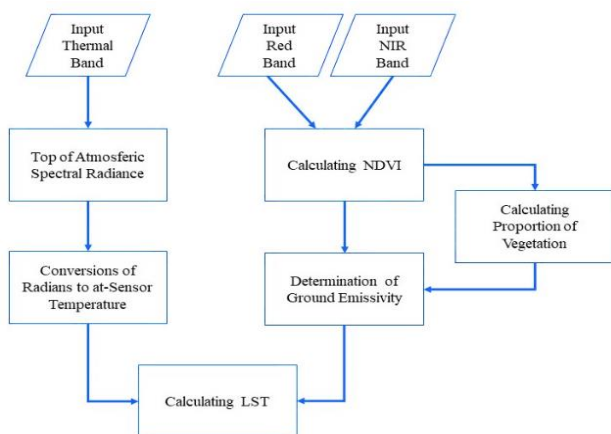 Input
Thermal
Band
Input
Red
Band
Input
NIR
Band
Top of Atmosferic
Spectral Radiance
Calculating NDVI
Calculating
Proportion of
Vegetation
Conversions of
Radians to at-Sensor
Temperature
Determination of
Ground Emissivity
Calculating LST